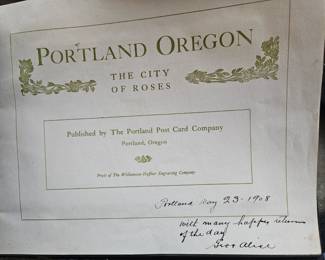 PORTLAND OREGON
THE CITY
OF ROSES
Published by The Portland Post Card Company
Portland, Oregon
Press of The Williamson-Haffner Engraving Company
Portland May 23-1908
with many happy returns
of the day
Alice